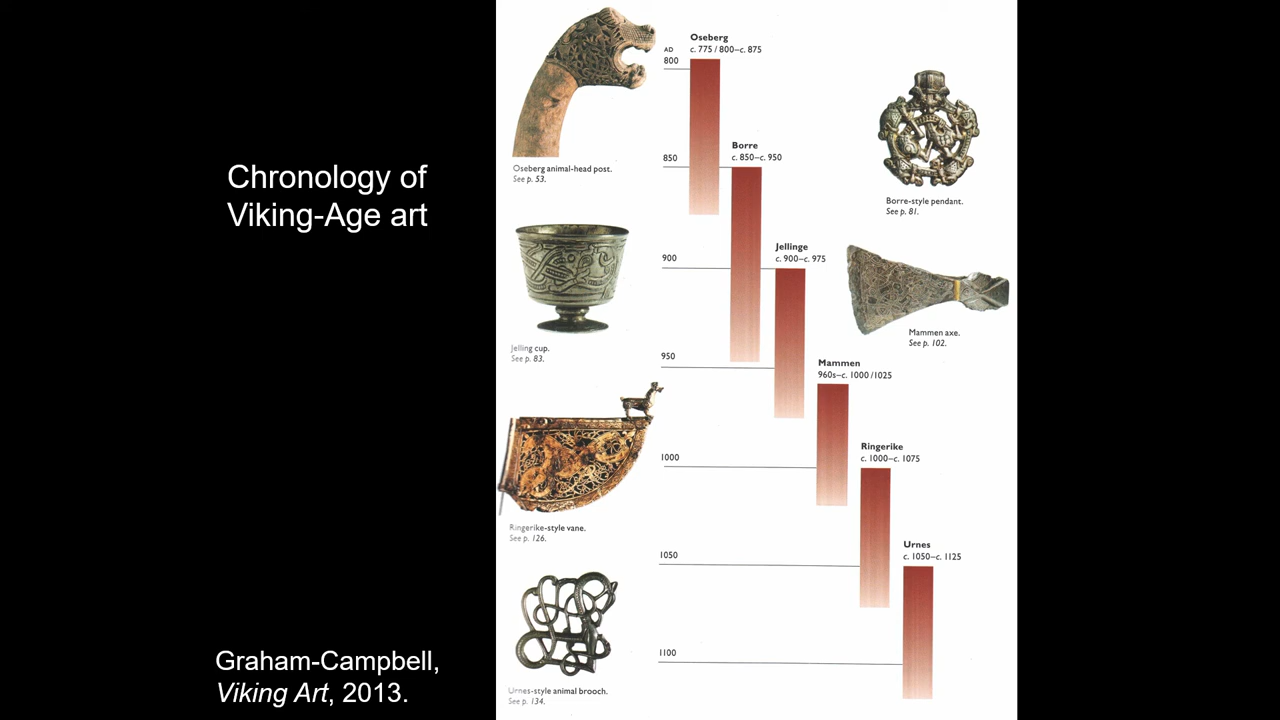 Chronology of
Viking-Age art
Graham-Campbell,
Viking Art, 2013.
Oseberg
c. 775 / 800–c. 875
AD
800
Oseberg animal-head post.
See p. 53.
Borre
c. 850–c. 950
850
Borre-style pendant.
See p. 81.
Jellinge
c. 900–c. 975
900
Jelling cup.
See p. 83.
Mammen axe.
See p. 102.
950
Mammen
960s–c. 1000 /1025
1000
Ringerike
c. 1000–c. 1075
Ringerike-style vane.
See p. 126.
1050
Urnes
c. 1050–c. 1125
1100
Urnes-style animal brooch.
See p. 134.